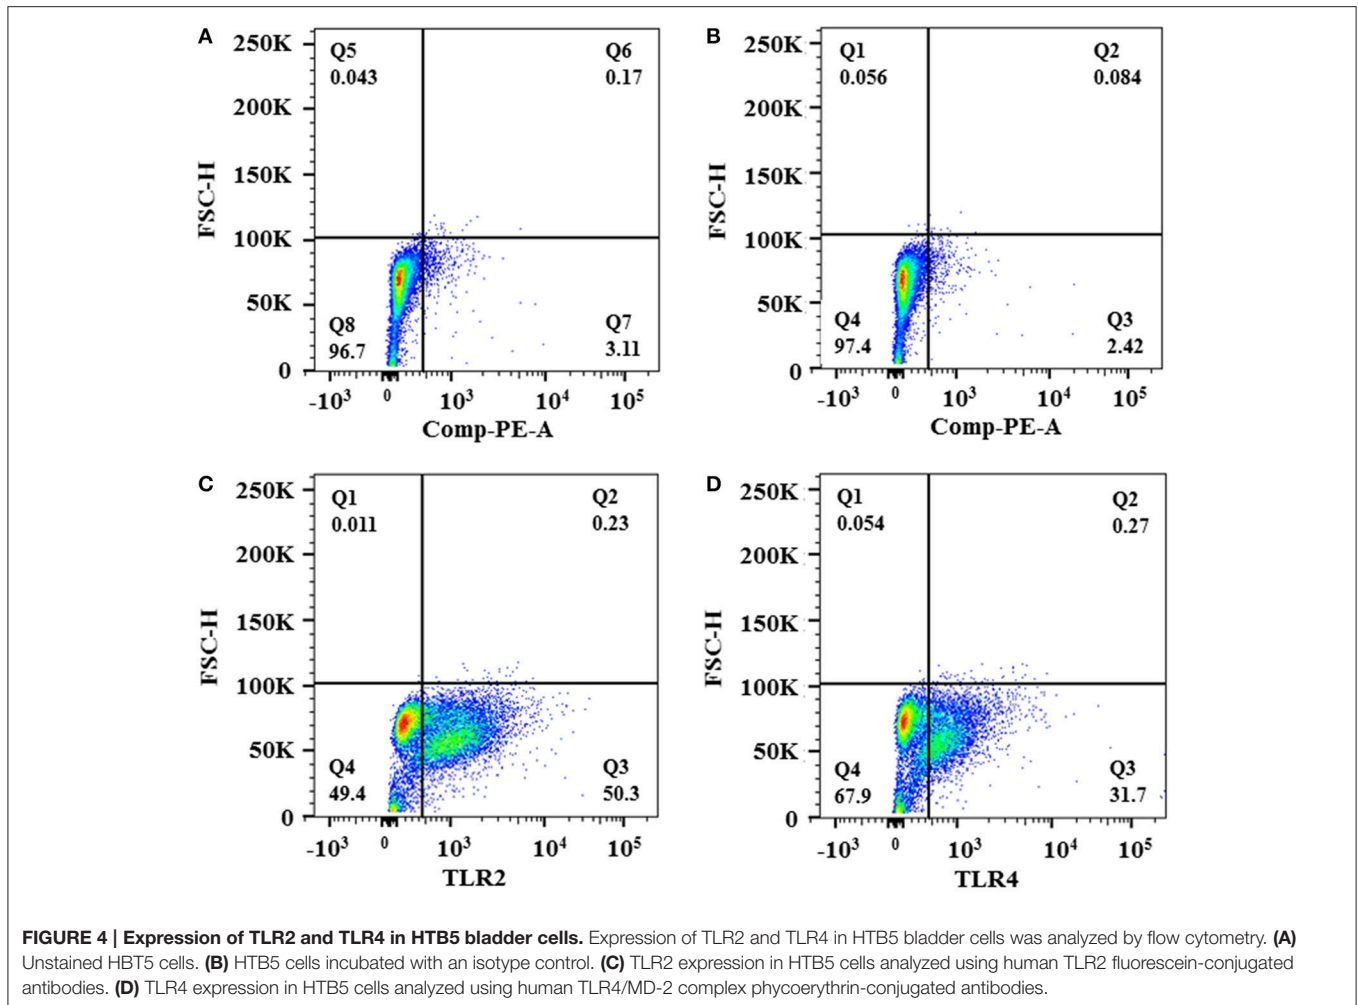 A
250K
200K
150K
100K
50K
0
FSC-H
Q5
0.043
Q6
0.17
Q8
96.7
Q7
3.11
-10³ 0 10³ 10⁴ 10⁵
Comp-PE-A
B
250K
200K
150K
100K
50K
0
FSC-H
Q1
0.056
Q2
0.084
Q4
97.4
Q3
2.42
-10³ 0 10³ 10⁴ 10⁵
Comp-PE-A
C
250K
200K
150K
100K
50K
0
FSC-H
Q1
0.011
Q2
0.23
Q4
49.4
Q3
50.3
-10³ 0 10³ 10⁴ 10⁵
TLR2
D
250K
200K
150K
100K
50K
0
FSC-H
Q1
0.054
Q2
0.27
Q4
67.9
Q3
31.7
-10³ 0 10³ 10⁴ 10⁵
TLR4
FIGURE 4 | Expression of TLR2 and TLR4 in HTB5 bladder cells. Expression of TLR2 and TLR4 in HTB5 bladder cells was analyzed by flow cytometry. (A)
Unstained HBT5 cells. (B) HTB5 cells incubated with an isotype control. (C) TLR2 expression in HTB5 cells analyzed using human TLR2 fluorescein-conjugated
antibodies. (D) TLR4 expression in HTB5 cells analyzed using human TLR4/MD-2 complex phycoerythrin-conjugated antibodies.